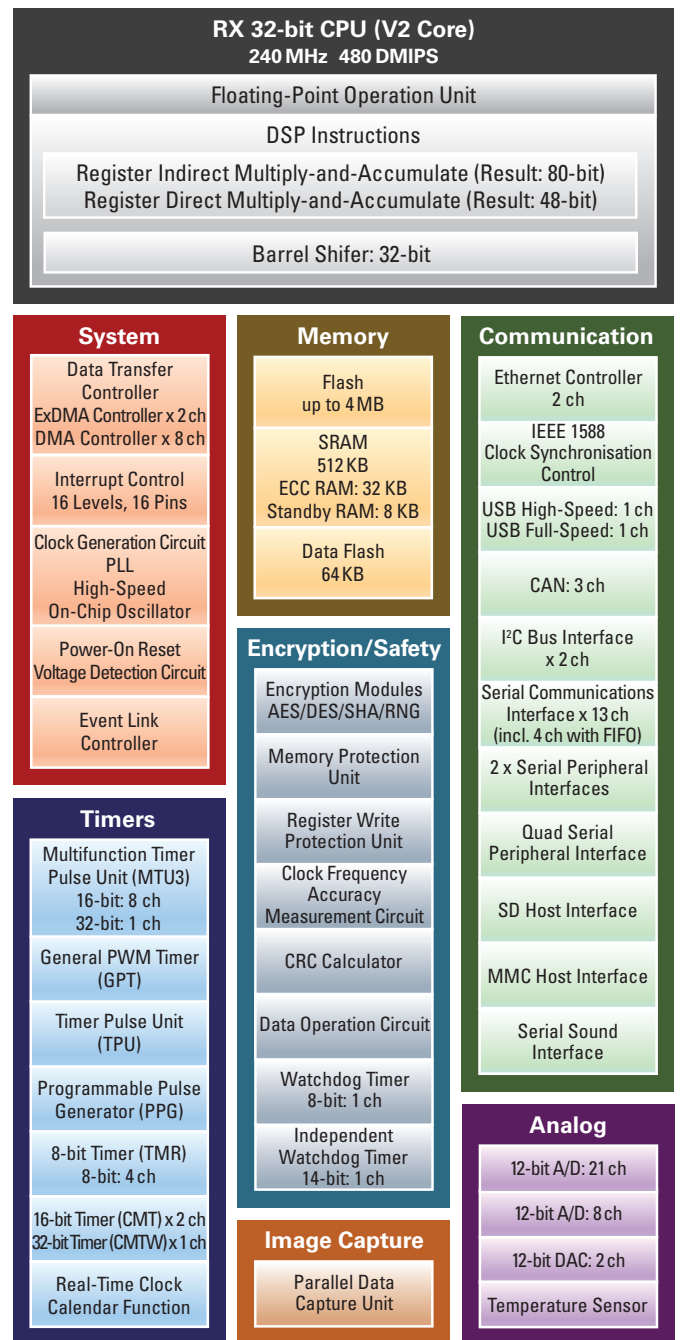 RX 32-bit CPU (V2 Core)
240 MHz 480 DMIPS
Floating-Point Operation Unit
DSP Instructions
Register Indirect Multiply-and-Accumulate (Result: 80-bit)
Register Direct Multiply-and-Accumulate (Result: 48-bit)
Barrel Shifer: 32-bit
System
Data Transfer
Controller
ExDMA Controller x 2 ch
DMA Controller x 8 ch
Interrupt Control
16 Levels, 16 Pins
Clock Generation Circuit
PLL
High-Speed
On-Chip Oscillator
Power-On Reset
Voltage Detection Circuit
Event Link
Controller
Timers
Multifunction Timer
Pulse Unit (MTU3)
16-bit: 8 ch
32-bit: 1 ch
General PWM Timer
(GPT)
Timer Pulse Unit
(TPU)
Programmable Pulse
Generator (PPG)
8-bit Timer (TMR)
8-bit: 4 ch
16-bit Timer (CMT) x 2 ch
32-bit Timer (CMTW) x 1 ch
Real-Time Clock
Calendar Function
Memory
Flash
up to 4 MB
SRAM
512 KB
ECC RAM: 32 KB
Standby RAM: 8 KB
Data Flash
64 KB
Encryption/Safety
Encryption Modules
AES/DES/SHA/RNG
Memory Protection
Unit
Register Write
Protection Unit
Clock Frequency
Accuracy
Measurement Circuit
CRC Calculator
Data Operation Circuit
Watchdog Timer
8-bit: 1 ch
Independent
Watchdog Timer
14-bit: 1 ch
Image Capture
Parallel Data
Capture Unit
Communication
Ethernet Controller
2 ch
IEEE 1588
Clock Synchronisation
Control
USB High-Speed: 1 ch
USB Full-Speed: 1 ch
CAN: 3 ch
I²C Bus Interface
x 2 ch
Serial Communications
Interface x 13 ch
(incl. 4 ch with FIFO)
2 x Serial Peripheral
Interfaces
Quad Serial
Peripheral Interface
SD Host Interface
MMC Host Interface
Serial Sound
Interface
Analog
12-bit A/D: 21 ch
12-bit A/D: 8 ch
12-bit DAC: 2 ch
Temperature Sensor